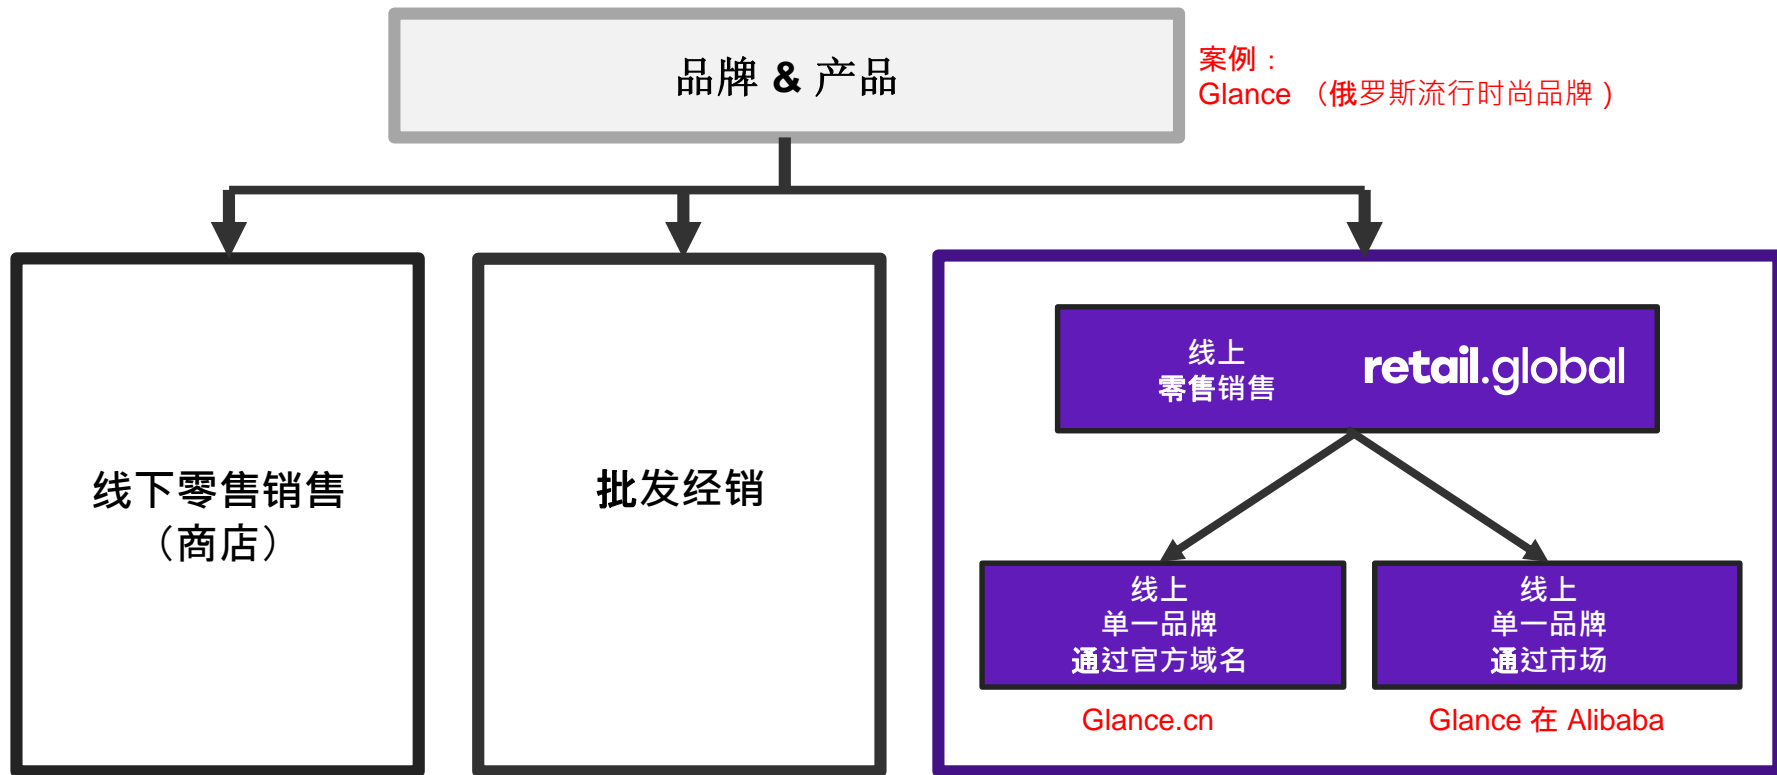 品牌 & 产品
案例：
Glance （俄罗斯流行时尚品牌）
线下零售销售
（商店）
批发经销
线上
零售销售
retail.global
线上
单一品牌
通过官方域名
线上
单一品牌
通过市场
Glance.cn
Glance 在 Alibaba